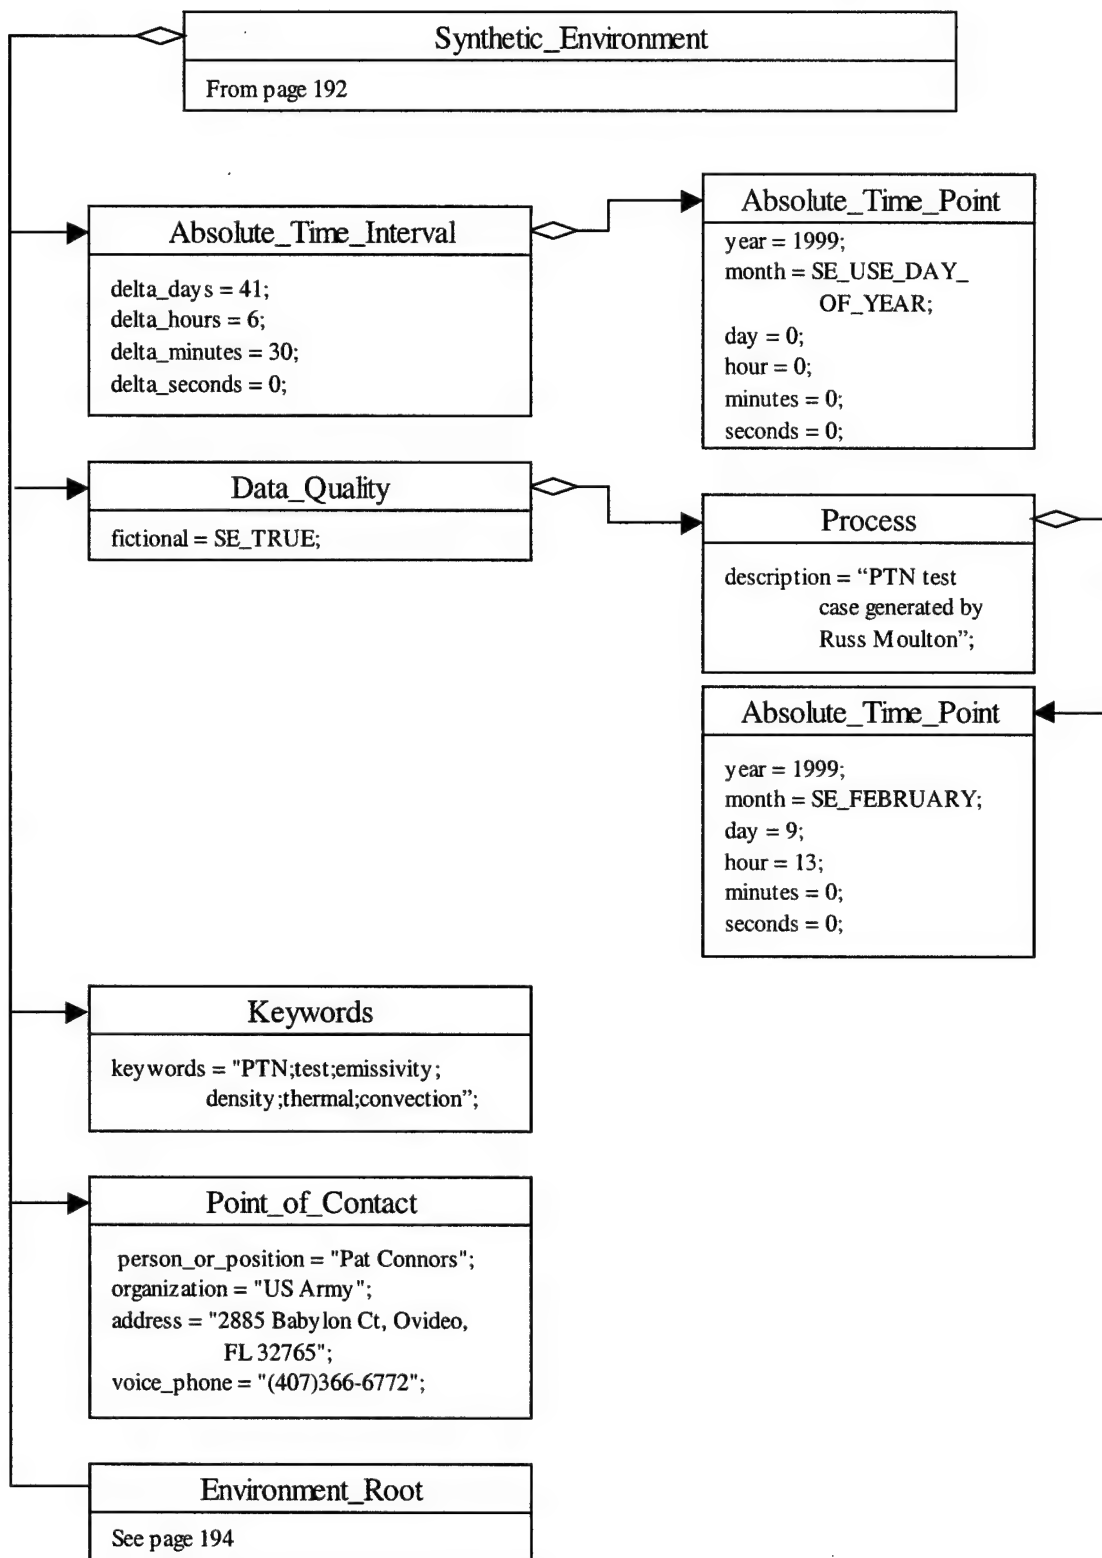 Synthetic_Environment
From page 192
Absolute_Time_Interval
delta_days = 41;
delta_hours = 6;
delta_minutes = 30;
delta_seconds = 0;
Absolute_Time_Point
year = 1999;
month = SE_USE_DAY_
OF_YEAR;
day = 0;
hour = 0;
minutes = 0;
seconds = 0;
Data_Quality
fictional = SE_TRUE;
Process
description = “PTN test
case generated by
Russ Moulton”;
Absolute_Time_Point
year = 1999;
month = SE_FEBRUARY;
day = 9;
hour = 13;
minutes = 0;
seconds = 0;
Keywords
keywords = "PTN;test;emissivity;
density;thermal;convection”;
Point_of_Contact
person_or_position = "Pat Connors";
organization = "US Army";
address = "2885 Babylon Ct, Ovideo,
FL 32765";
voice_phone = "(407)366-6772";
Environment_Root
See page 194